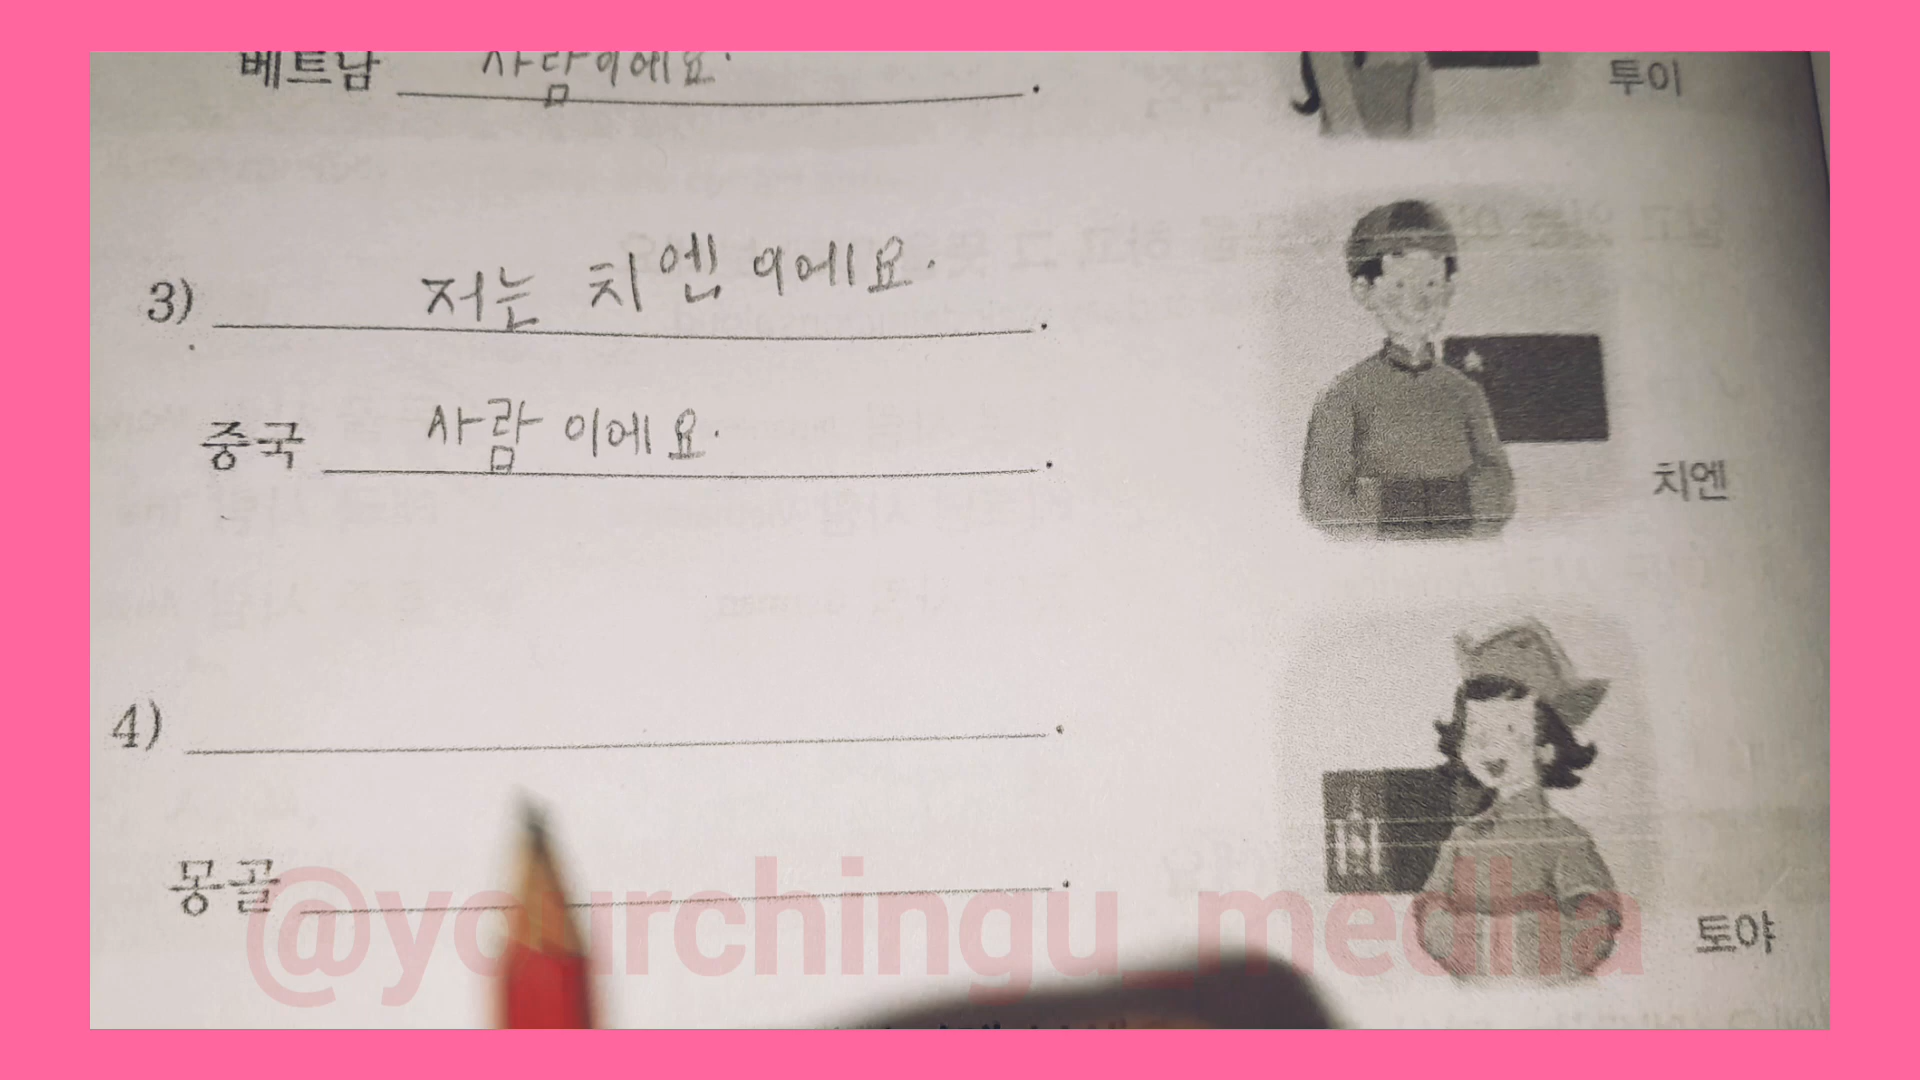 베트남 사람이에요.
투이
3) 저는 치엔 이에요.
중국 사람 이에요.
치엔
4)
몽골
토야
@yourchingu_medha